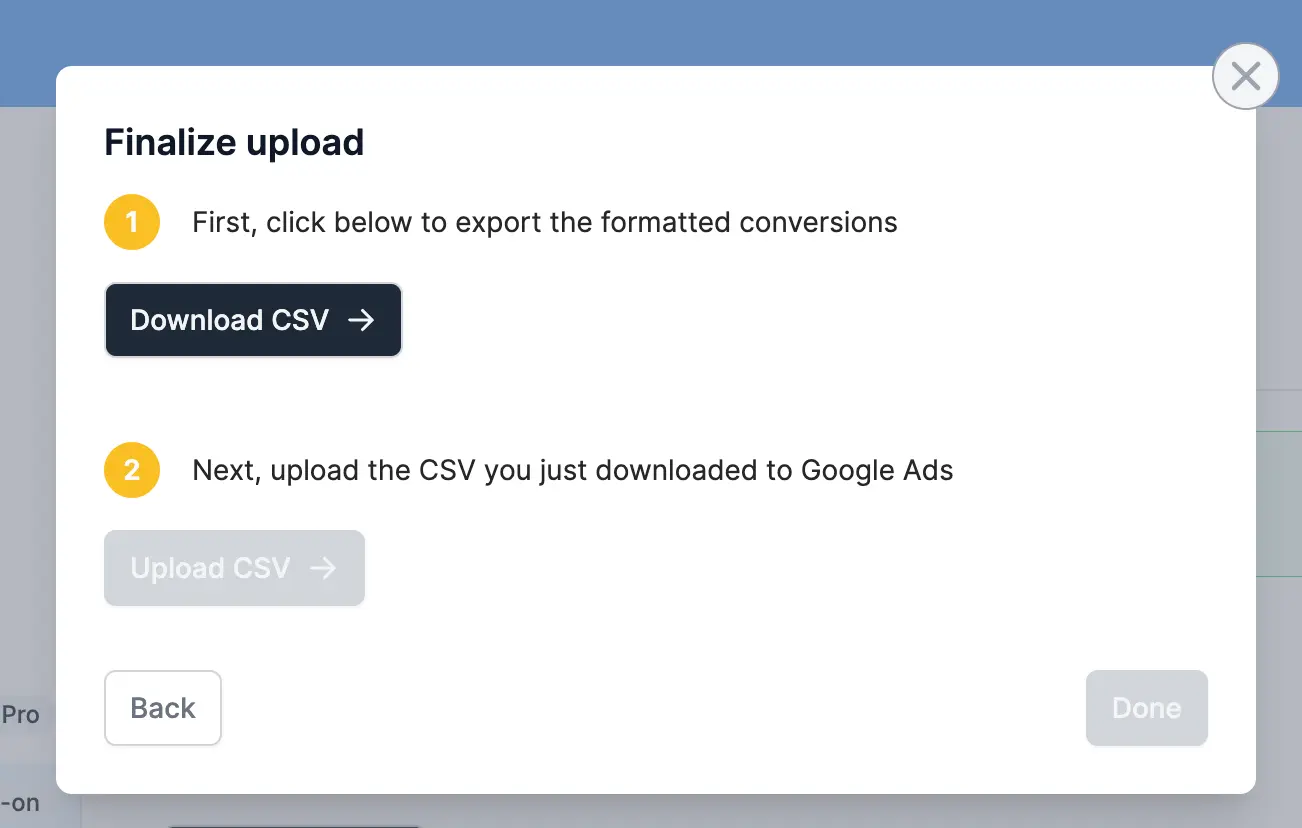 Finalize upload
1 First, click below to export the formatted conversions
Download CSV →
2 Next, upload the CSV you just downloaded to Google Ads
Upload CSV →
Back Done
Pro
-on